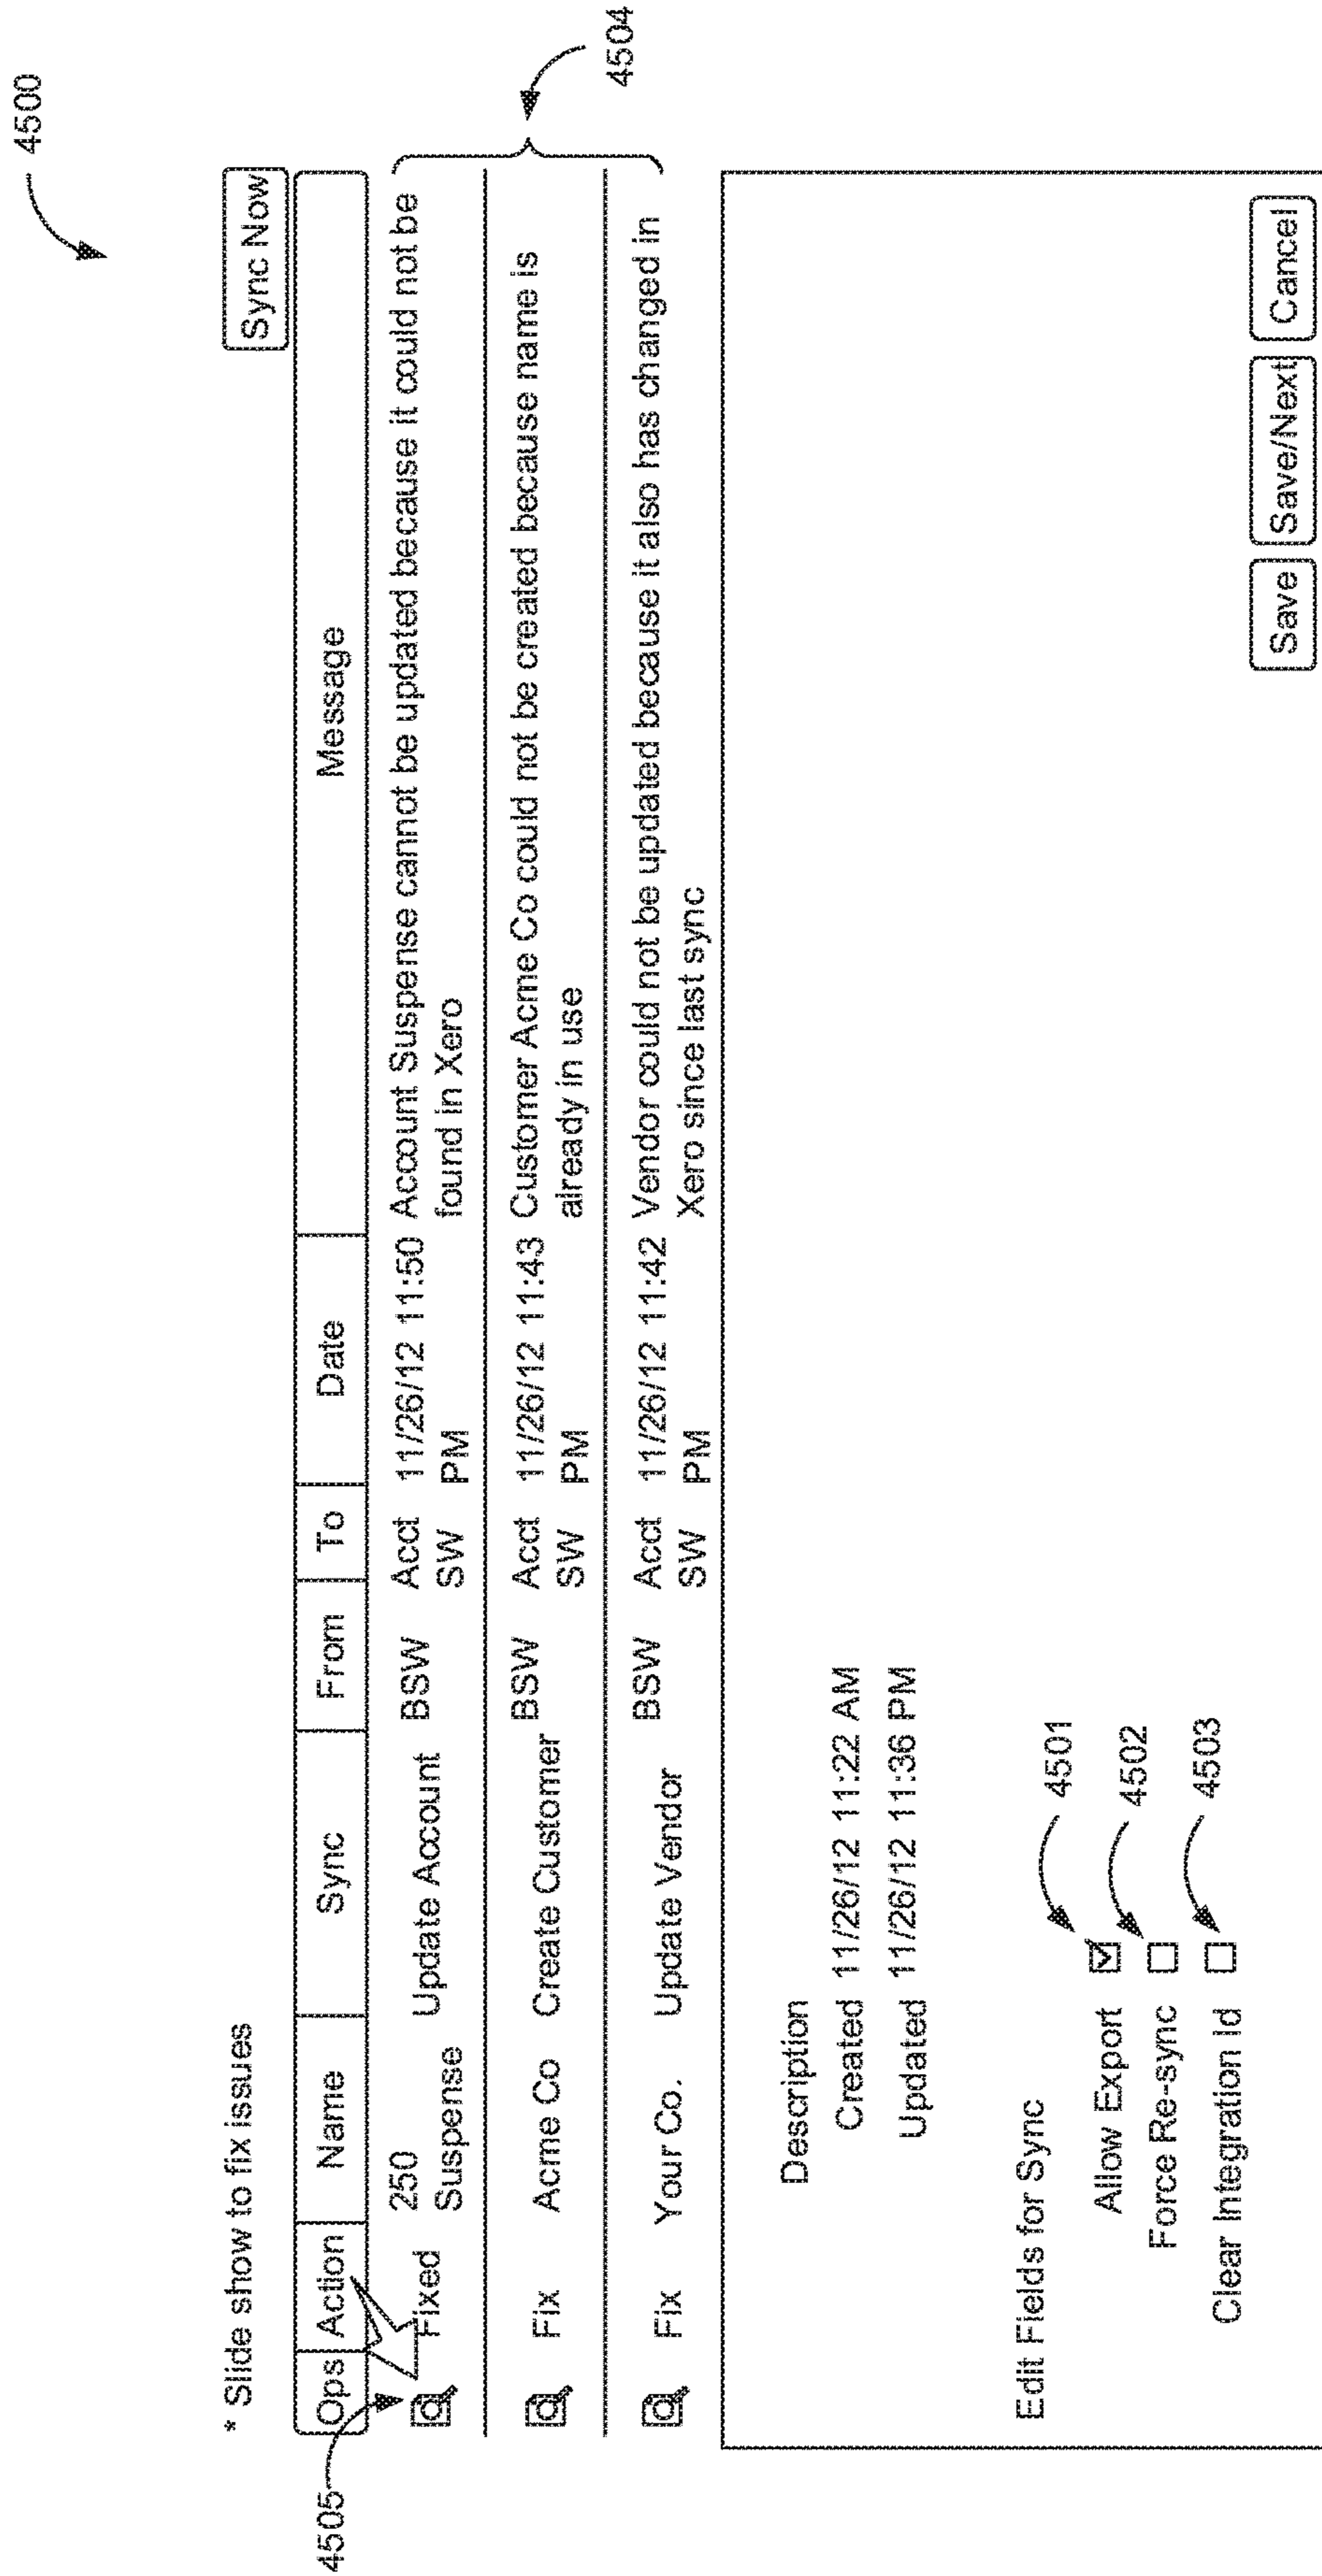 4500
* Slide show to fix issues
Sync Now
Ops Action Name Sync From To Date Message
4505
Fixed 250 Suspense Update Account BSW Acct SW 11/26/12 11:50 PM Account Suspense cannot be updated because it could not be found in Xero
Fix Acme Co Create Customer BSW Acct SW 11/26/12 11:43 PM Customer Acme Co could not be created because name is already in use
Fix Your Co. Update Vendor BSW Acct SW 11/26/12 11:42 PM Vendor could not be updated because it also has changed in Xero since last sync
4504
Description
Created 11/26/12 11:22 AM
Updated 11/26/12 11:36 PM
Edit Fields for Sync
4501
Allow Export
4502
Force Re-sync
4503
Clear Integration Id
Save Save/Next Cancel